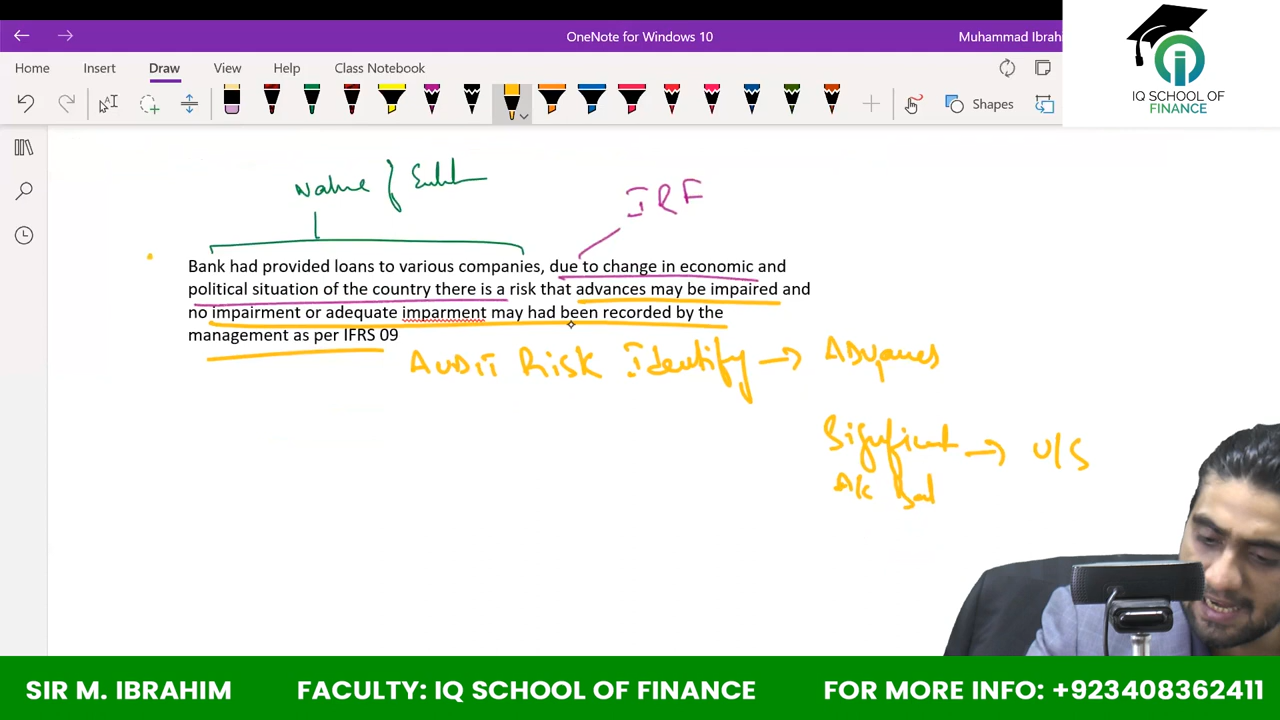 OneNote for Windows 10
Muhammad Ibrah
Home Insert Draw View Help Class Notebook
Shapes
IQ SCHOOL OF
FINANCE
IRF
Bank had provided loans to various companies, due to change in economic and
political situation of the country there is a risk that advances may be impaired and
no impairment or adequate imparment may had been recorded by the
management as per IFRS 09
AUDIT Risk Identify → Advances
Significant → U/S
A/c Bal
SIR M. IBRAHIM FACULTY: IQ SCHOOL OF FINANCE FOR MORE INFO: +923408362411